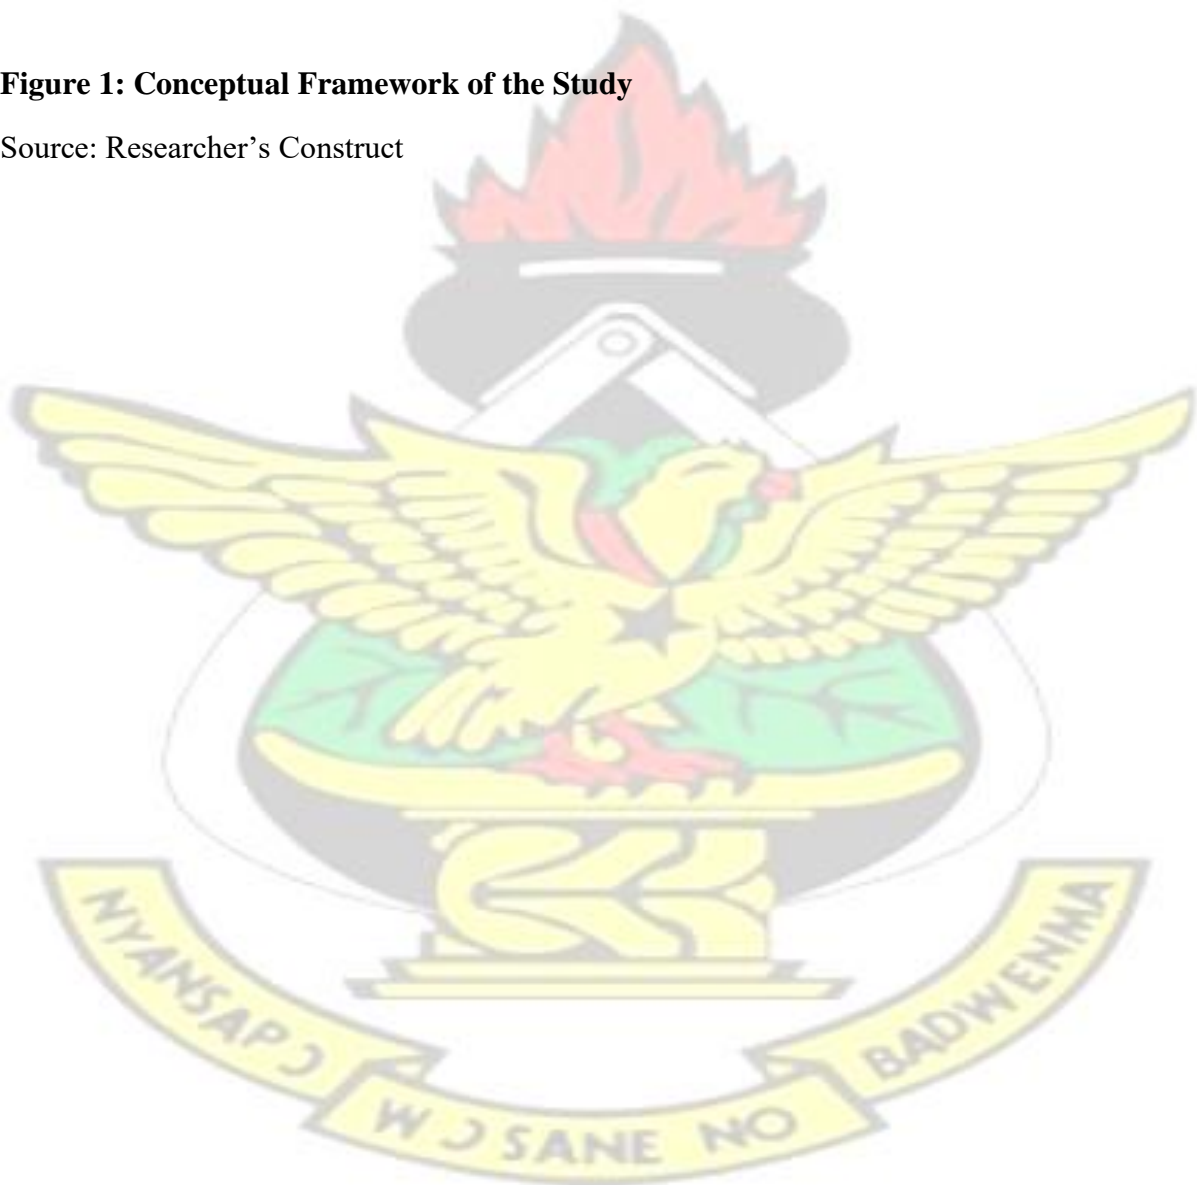 Figure 1: Conceptual Framework of the Study
Source: Researcher’s Construct
NYANSAPƆ
WƆSANE NO
BADWENMA